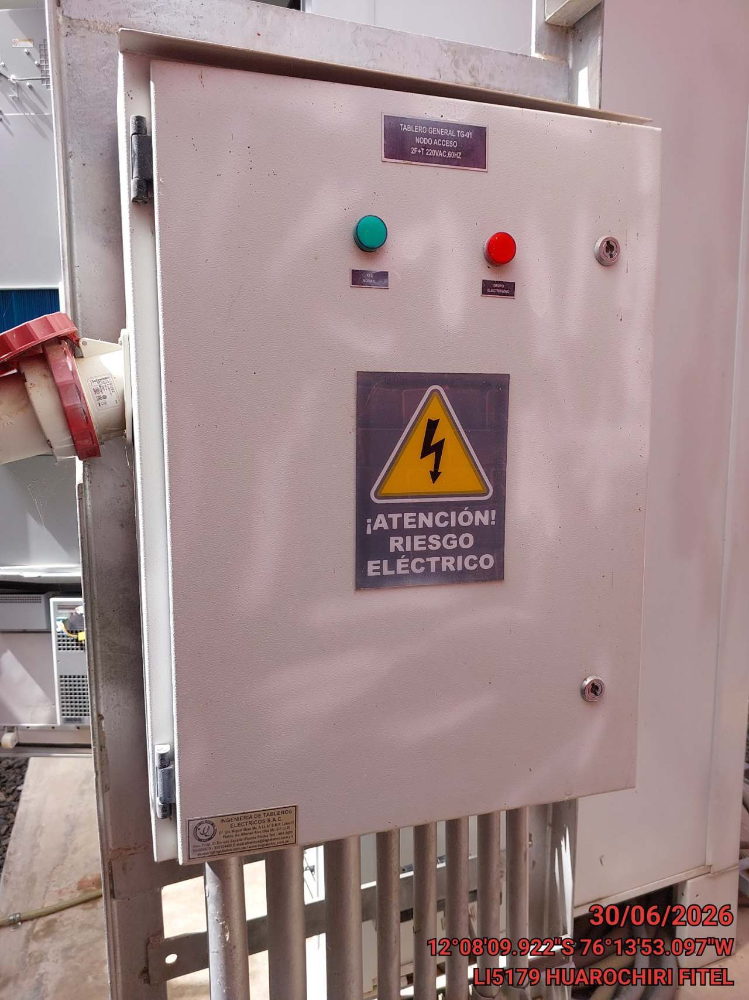 TABLERO GENERAL TG-01
NODO ACCESO
2F+T 220VAC,60HZ
RED
NORMAL
GRUPO
ELECTROGENO
Schneider
¡ATENCIÓN!
RIESGO
ELÉCTRICO
INGENIERIA DE TABLEROS
ELECTRICOS S.A.C.
30/06/2026
12°08'09.922"S 76°13'53.097"W
LI5179 HUAROCHIRI FITEL